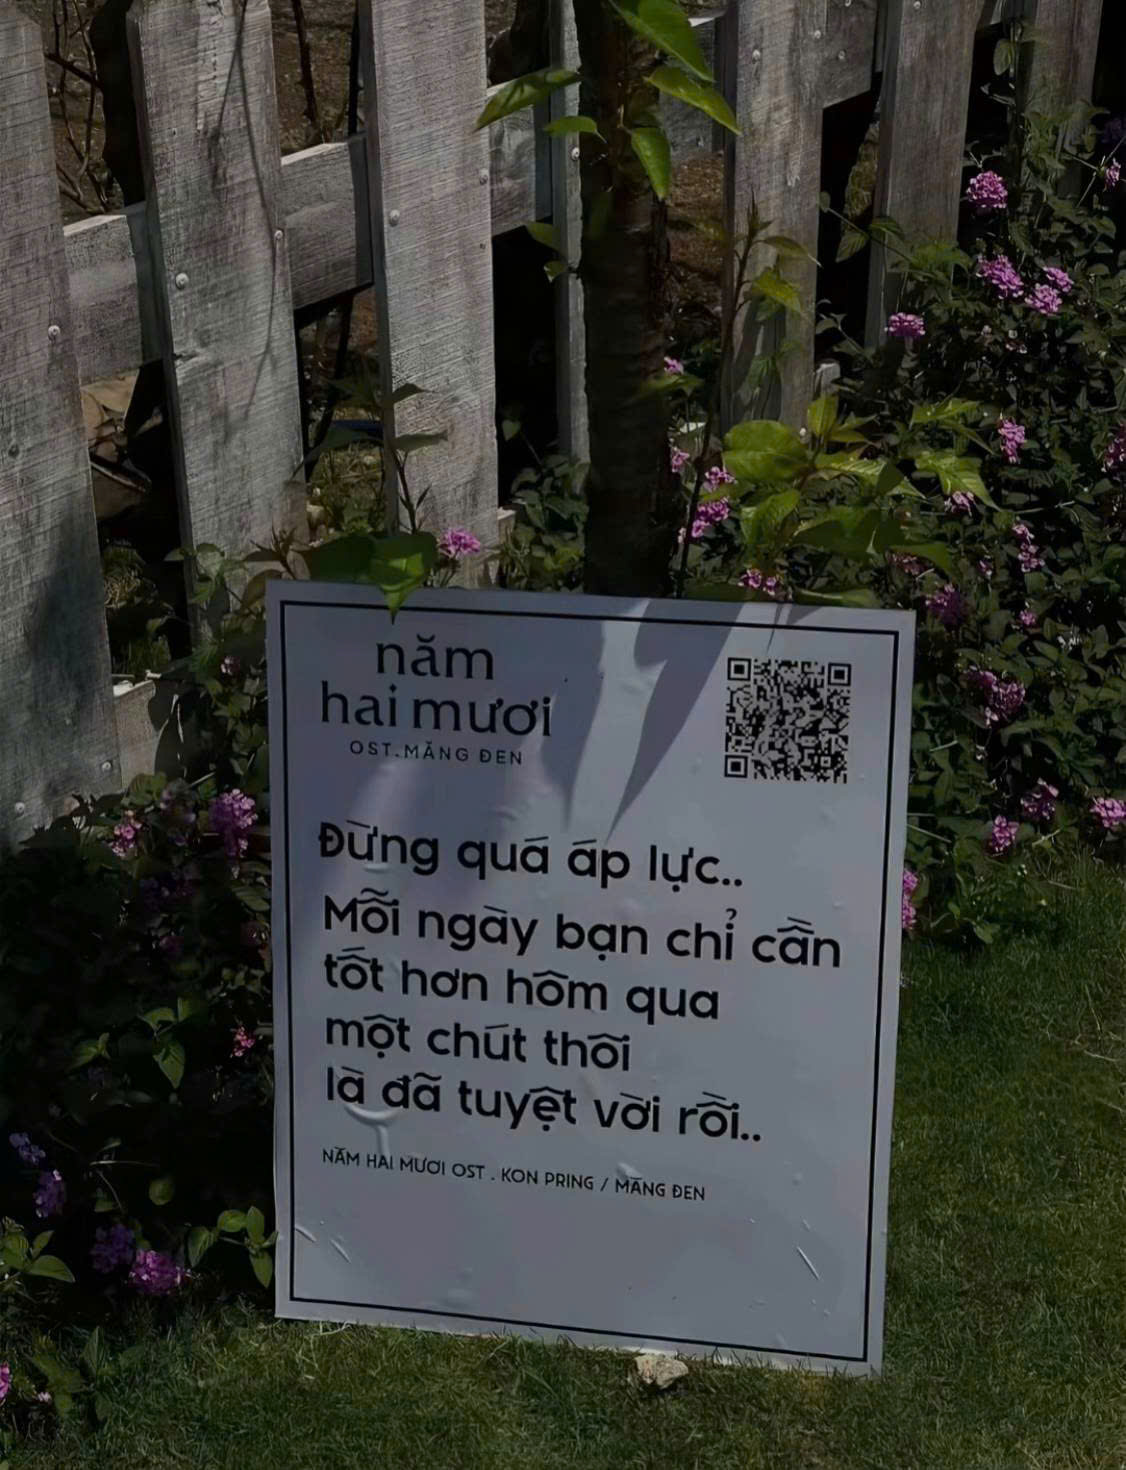 năm
hai mươi
OST.MĂNG ĐEN
Đừng quá áp lực..
Mỗi ngày bạn chỉ cần
tốt hơn hôm qua
một chút thôi
là đã tuyệt vời rồi..
NĂM HAI MƯƠI OST . KON PRING / MĂNG ĐEN